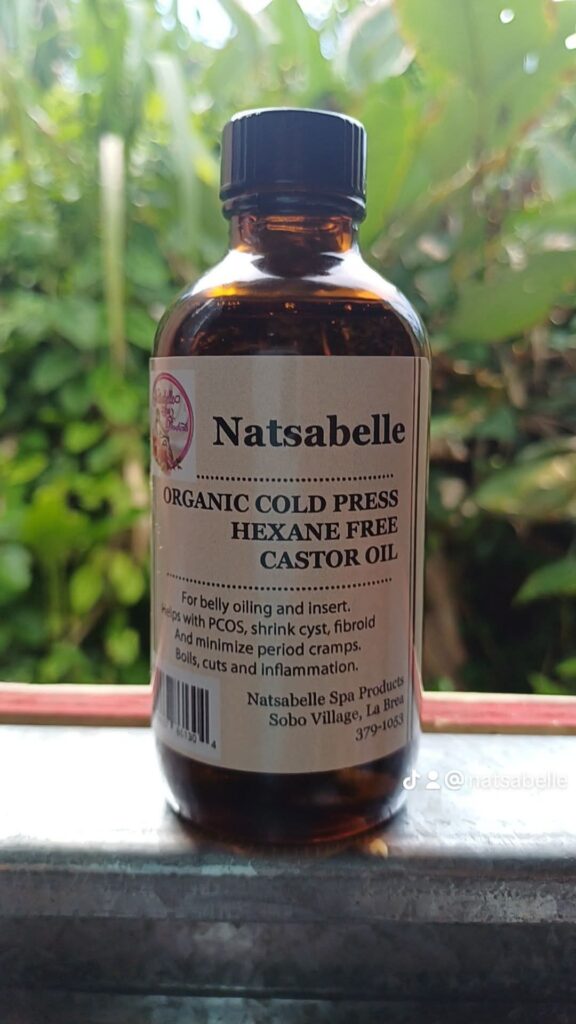 Natsabelle
ORGANIC COLD PRESS
HEXANE FREE
CASTOR OIL
For belly oiling and insert.
Helps with PCOS, shrink cyst, fibroid
And minimize period cramps.
Boils, cuts and inflammation.
Natsabelle Spa Products
Sobo Village, La Brea
379-1053
@natsabelle